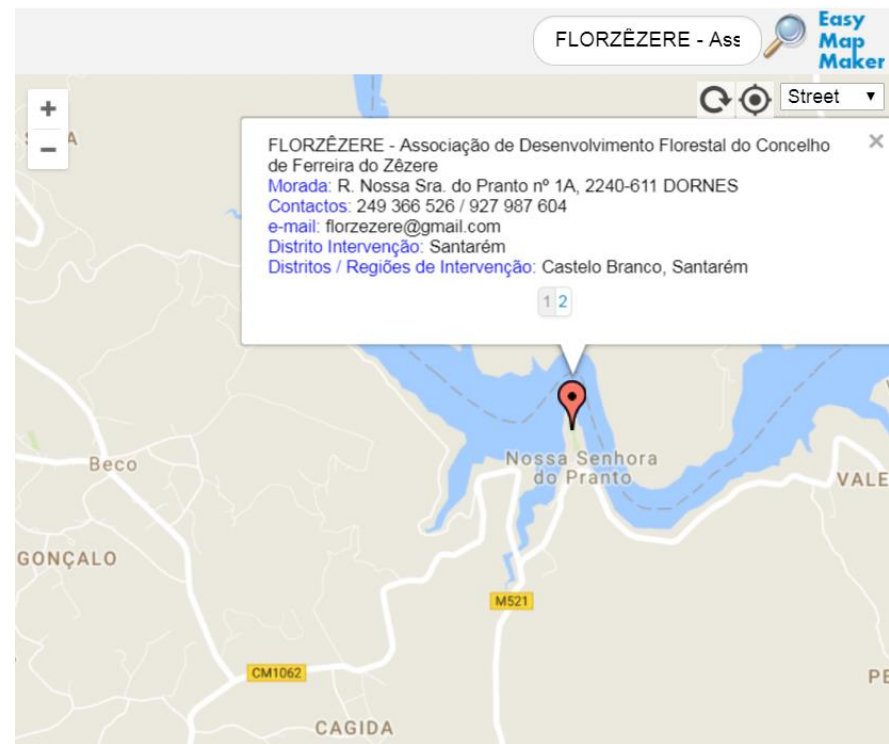 FLORZÊZERE - Ass
Easy
Map
Maker
+
−
Street
FLORZÊZERE - Associação de Desenvolvimento Florestal do Concelho
de Ferreira do Zêzere
Morada: R. Nossa Sra. do Pranto nº 1A, 2240-611 DORNES
Contactos: 249 366 526 / 927 987 604
e-mail: florzezere@gmail.com
Distrito Intervenção: Santarém
Distritos / Regiões de Intervenção: Castelo Branco, Santarém
1 2
Beco
Nossa Senhora
do Pranto
VALE
GONÇALO
M521
CM1062
PE
CAGIDA